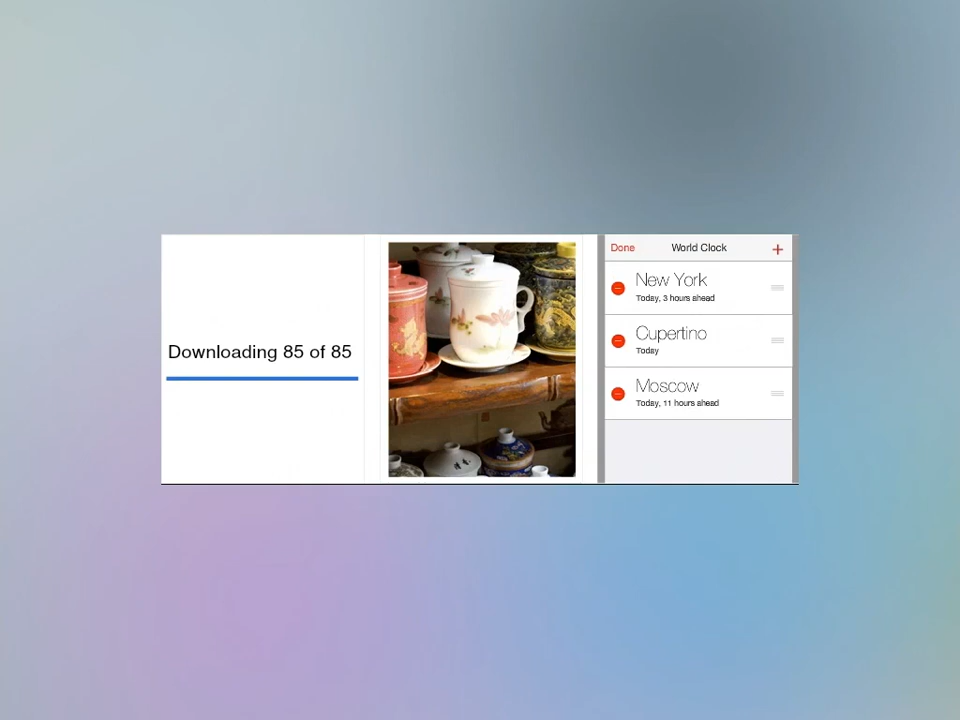 Downloading 85 of 85
Done
World Clock
New York
Today, 3 hours ahead
Cupertino
Today
Moscow
Today, 11 hours ahead